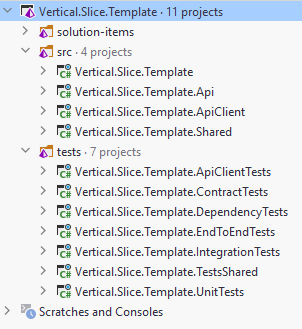 Vertical.Slice.Template · 11 projects
solution-items
src · 4 projects
C# Vertical.Slice.Template
C# Vertical.Slice.Template.Api
C# Vertical.Slice.Template.ApiClient
C# Vertical.Slice.Template.Shared
tests · 7 projects
C# Vertical.Slice.Template.ApiClientTests
C# Vertical.Slice.Template.ContractTests
C# Vertical.Slice.Template.DependencyTests
C# Vertical.Slice.Template.EndToEndTests
C# Vertical.Slice.Template.IntegrationTests
C# Vertical.Slice.Template.TestsShared
C# Vertical.Slice.Template.UnitTests
Scratches and Consoles